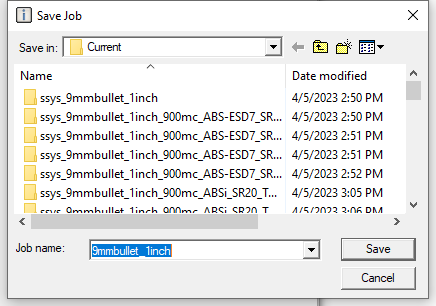 Save Job
Save in: Current
Name Date modified
ssys_9mmbullet_1inch 4/5/2023 2:50 PM
ssys_9mmbullet_1inch_900mc_ABS-ESD7_SR... 4/5/2023 2:50 PM
ssys_9mmbullet_1inch_900mc_ABS-ESD7_SR... 4/5/2023 2:51 PM
ssys_9mmbullet_1inch_900mc_ABS-ESD7_SR... 4/5/2023 2:51 PM
ssys_9mmbullet_1inch_900mc_ABS-ESD7_SR... 4/5/2023 2:52 PM
ssys_9mmbullet_1inch_900mc_ABSi_SR20_T... 4/5/2023 3:05 PM
ssys_9mmbullet_1inch_900mc_ABSi_SR20_T... 4/5/2023 3:06 PM
Job name: 9mmbullet_1inch Save
Cancel